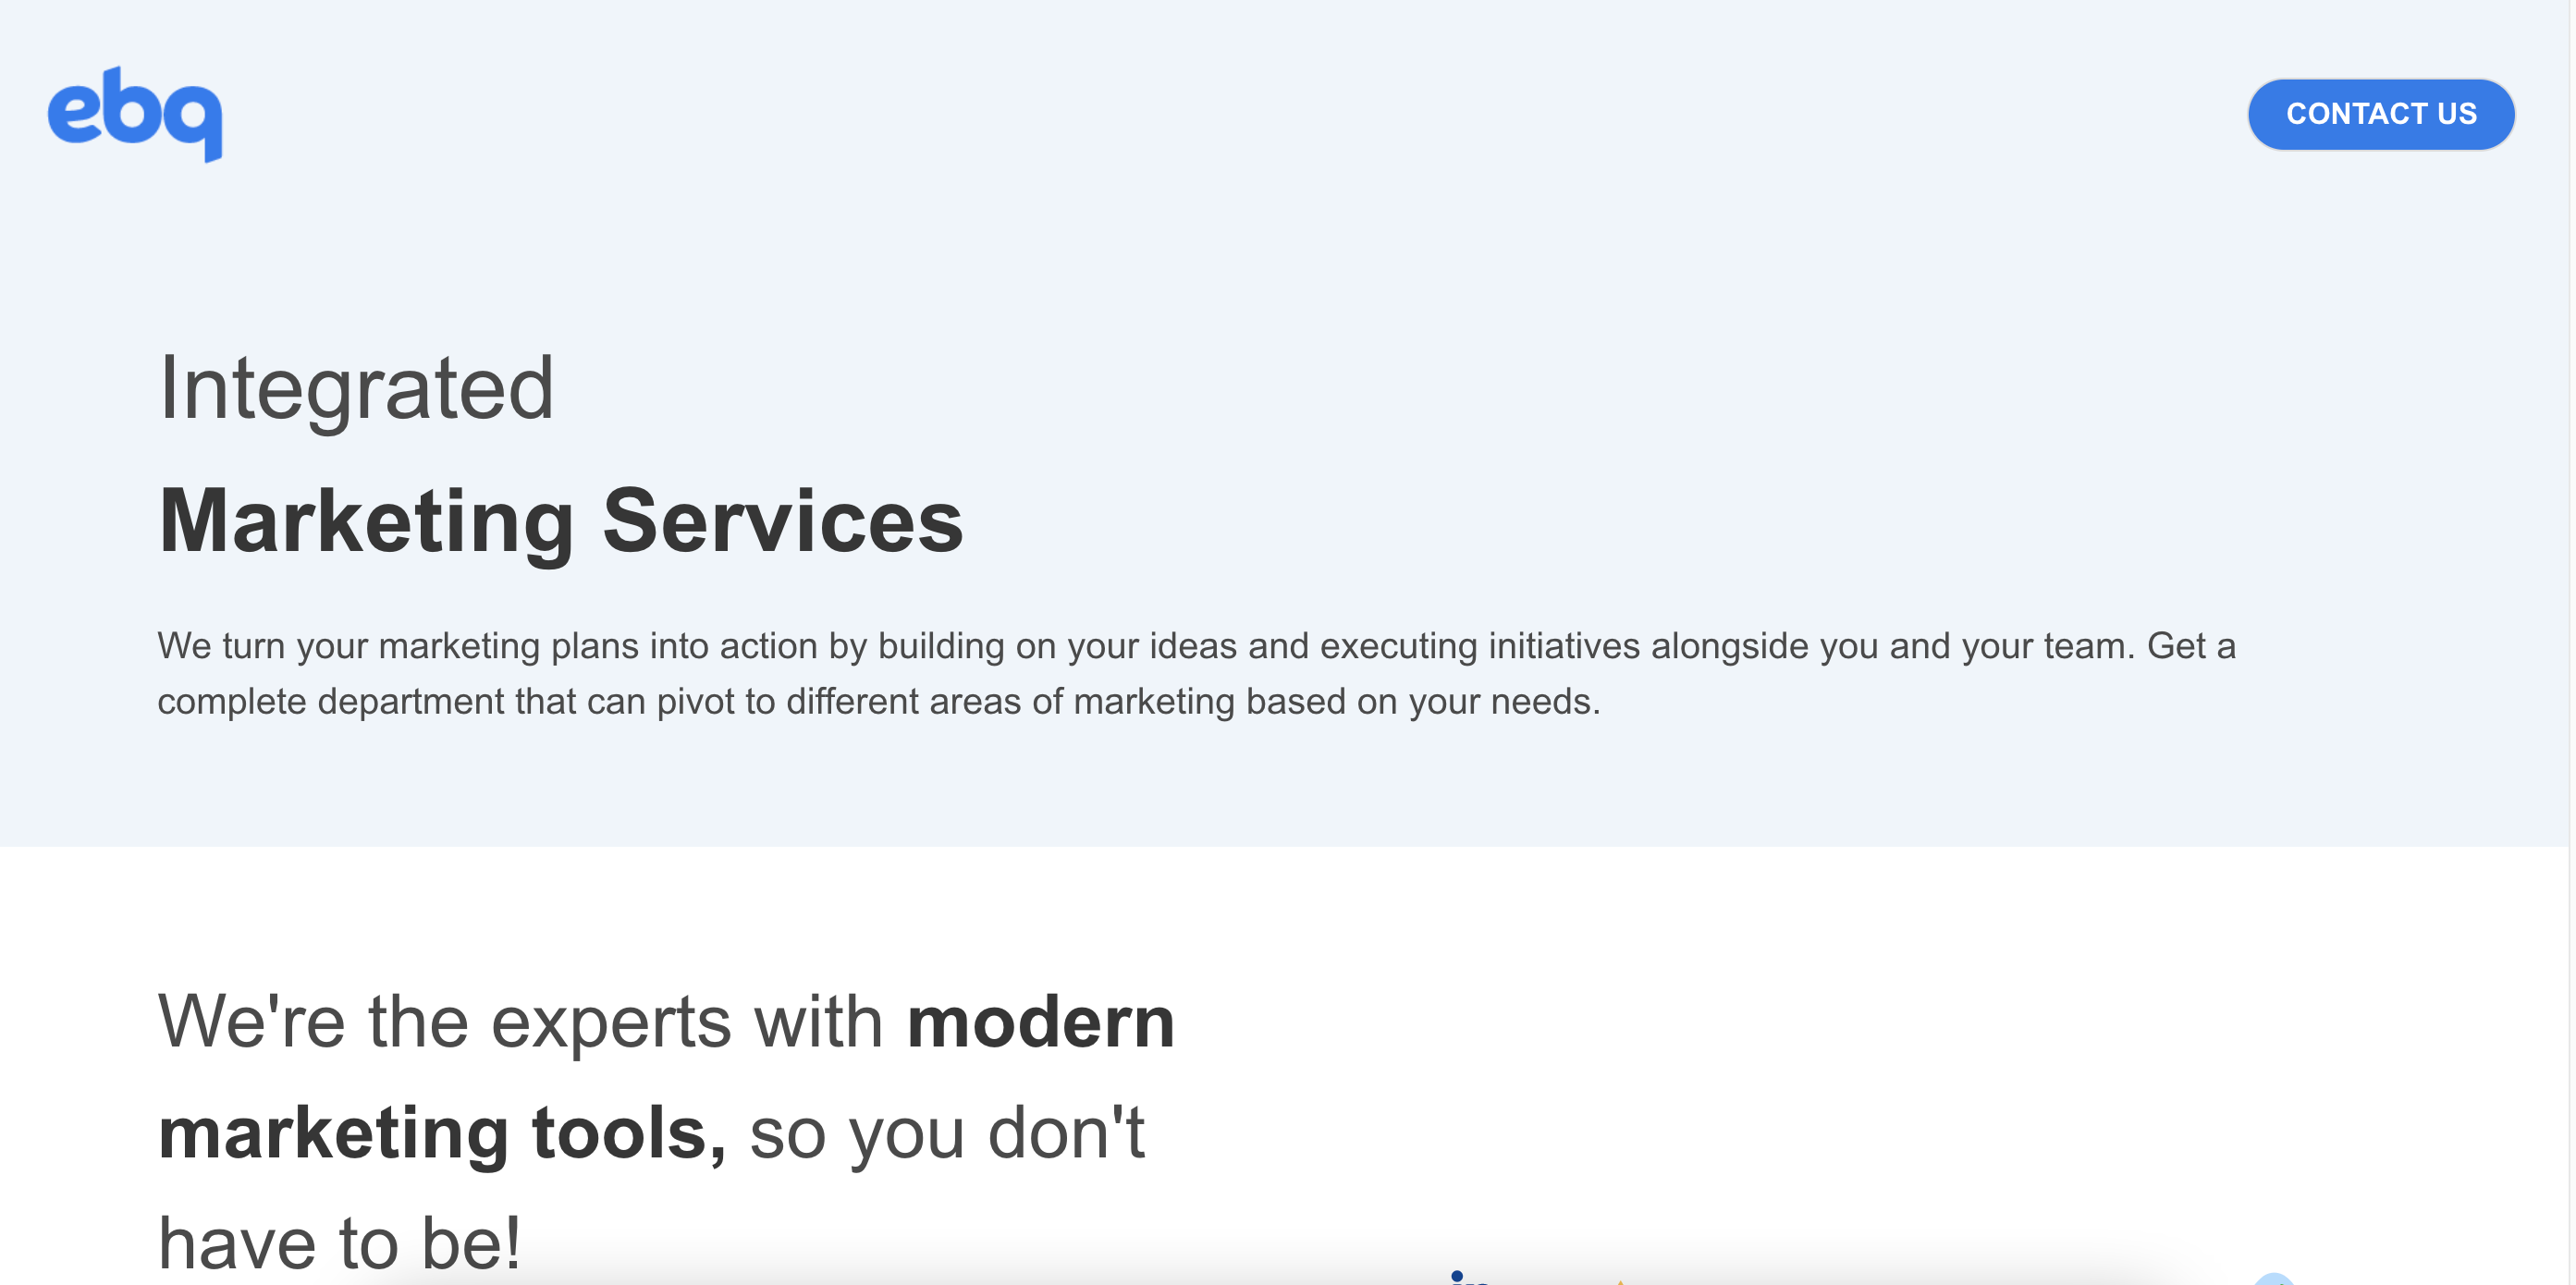 ebq
CONTACT US
Integrated
Marketing Services
We turn your marketing plans into action by building on your ideas and executing initiatives alongside you and your team. Get a
complete department that can pivot to different areas of marketing based on your needs.
We're the experts with modern
marketing tools, so you don't
have to be!